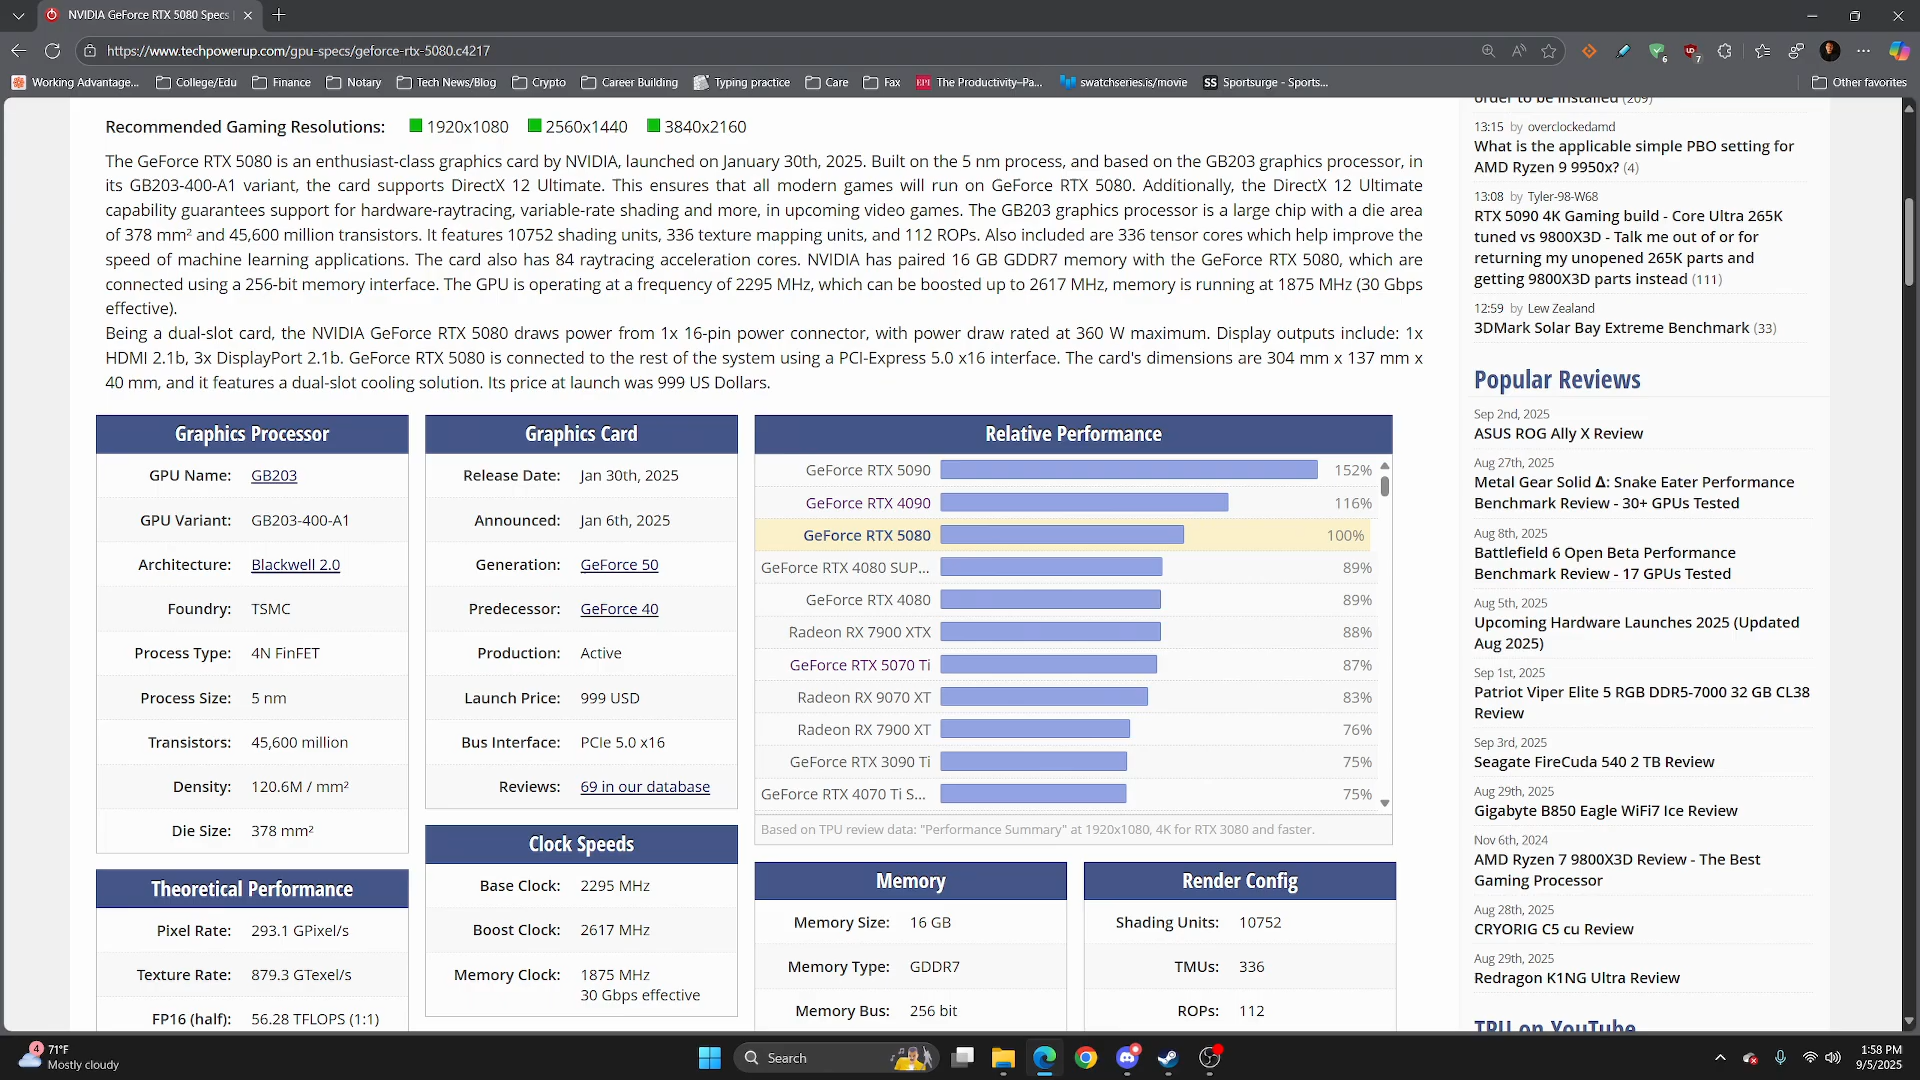 NVIDIA GeForce RTX 5080 Specs
https://www.techpowerup.com/gpu-specs/geforce-rtx-5080.c4217
6
7
Working Advantage...
College/Edu
Finance
Notary
Tech News/Blog
Crypto
Career Building
Typing practice
Care
Fax
EPI The Productivity–Pa...
swatchseries.is/movie
SS Sportsurge - Sports...
Other favorites
Recommended Gaming Resolutions: 1920x1080 2560x1440 3840x2160
The GeForce RTX 5080 is an enthusiast-class graphics card by NVIDIA, launched on January 30th, 2025. Built on the 5 nm process, and based on the GB203 graphics processor, in
its GB203-400-A1 variant, the card supports DirectX 12 Ultimate. This ensures that all modern games will run on GeForce RTX 5080. Additionally, the DirectX 12 Ultimate
capability guarantees support for hardware-raytracing, variable-rate shading and more, in upcoming video games. The GB203 graphics processor is a large chip with a die area
of 378 mm² and 45,600 million transistors. It features 10752 shading units, 336 texture mapping units, and 112 ROPs. Also included are 336 tensor cores which help improve the
speed of machine learning applications. The card also has 84 raytracing acceleration cores. NVIDIA has paired 16 GB GDDR7 memory with the GeForce RTX 5080, which are
connected using a 256-bit memory interface. The GPU is operating at a frequency of 2295 MHz, which can be boosted up to 2617 MHz, memory is running at 1875 MHz (30 Gbps
effective).
Being a dual-slot card, the NVIDIA GeForce RTX 5080 draws power from 1x 16-pin power connector, with power draw rated at 360 W maximum. Display outputs include: 1x
HDMI 2.1b, 3x DisplayPort 2.1b. GeForce RTX 5080 is connected to the rest of the system using a PCI-Express 5.0 x16 interface. The card's dimensions are 304 mm x 137 mm x
40 mm, and it features a dual-slot cooling solution. Its price at launch was 999 US Dollars.
Graphics Processor
GPU Name: GB203
GPU Variant: GB203-400-A1
Architecture: Blackwell 2.0
Foundry: TSMC
Process Type: 4N FinFET
Process Size: 5 nm
Transistors: 45,600 million
Density: 120.6M / mm²
Die Size: 378 mm²
Theoretical Performance
Pixel Rate: 293.1 GPixel/s
Texture Rate: 879.3 GTexel/s
FP16 (half): 56.28 TFLOPS (1:1)
Graphics Card
Release Date: Jan 30th, 2025
Announced: Jan 6th, 2025
Generation: GeForce 50
Predecessor: GeForce 40
Production: Active
Launch Price: 999 USD
Bus Interface: PCIe 5.0 x16
Reviews: 69 in our database
Clock Speeds
Base Clock: 2295 MHz
Boost Clock: 2617 MHz
Memory Clock: 1875 MHz
30 Gbps effective
Relative Performance
GeForce RTX 5090 152%
GeForce RTX 4090 116%
GeForce RTX 5080 100%
GeForce RTX 4080 SUP... 89%
GeForce RTX 4080 89%
Radeon RX 7900 XTX 88%
GeForce RTX 5070 Ti 87%
Radeon RX 9070 XT 83%
Radeon RX 7900 XT 76%
GeForce RTX 3090 Ti 75%
GeForce RTX 4070 Ti S... 75%
Based on TPU review data: "Performance Summary" at 1920x1080, 4K for RTX 3080 and faster.
Memory
Memory Size: 16 GB
Memory Type: GDDR7
Memory Bus: 256 bit
Render Config
Shading Units: 10752
TMUs: 336
ROPs: 112
order to be installed (209)
13:15 by overclockedamd
What is the applicable simple PBO setting for
AMD Ryzen 9 9950x? (4)
13:08 by Tyler-98-W68
RTX 5090 4K Gaming build - Core Ultra 265K
tuned vs 9800X3D - Talk me out of or for
returning my unopened 265K parts and
getting 9800X3D parts instead (111)
12:59 by Lew Zealand
3DMark Solar Bay Extreme Benchmark (33)
Popular Reviews
Sep 2nd, 2025
ASUS ROG Ally X Review
Aug 27th, 2025
Metal Gear Solid Δ: Snake Eater Performance
Benchmark Review - 30+ GPUs Tested
Aug 8th, 2025
Battlefield 6 Open Beta Performance
Benchmark Review - 17 GPUs Tested
Aug 5th, 2025
Upcoming Hardware Launches 2025 (Updated
Aug 2025)
Sep 1st, 2025
Patriot Viper Elite 5 RGB DDR5-7000 32 GB CL38
Review
Sep 3rd, 2025
Seagate FireCuda 540 2 TB Review
Aug 29th, 2025
Gigabyte B850 Eagle WiFi7 Ice Review
Nov 6th, 2024
AMD Ryzen 7 9800X3D Review - The Best
Gaming Processor
Aug 28th, 2025
CRYORIG C5 cu Review
Aug 29th, 2025
Redragon K1NG Ultra Review
TPU on YouTube
4
71°F
Mostly cloudy
Search
1:58 PM
9/5/2025